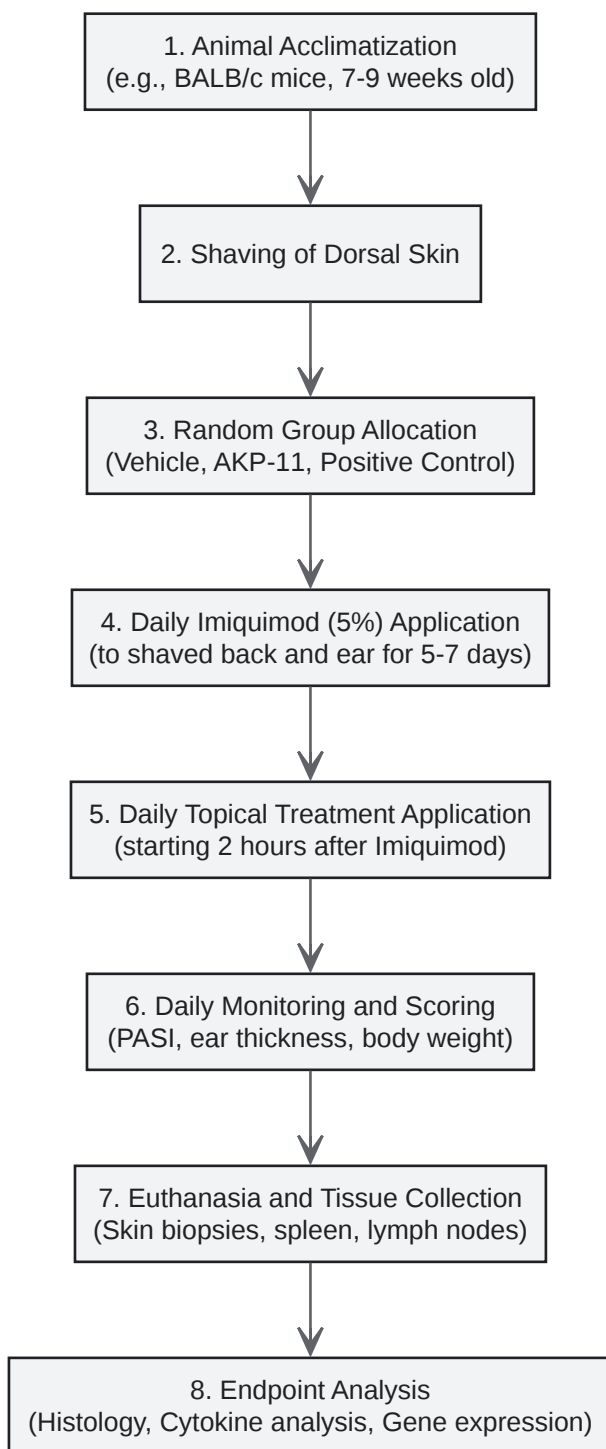 1. Animal Acclimatization
(e.g., BALB/c mice, 7-9 weeks old)
2. Shaving of Dorsal Skin
3. Random Group Allocation
(Vehicle, AKP-11, Positive Control)
4. Daily Imiquimod (5%) Application
(to shaved back and ear for 5-7 days)
5. Daily Topical Treatment Application
(starting 2 hours after Imiquimod)
6. Daily Monitoring and Scoring
(PASI, ear thickness, body weight)
7. Euthanasia and Tissue Collection
(Skin biopsies, spleen, lymph nodes)
8. Endpoint Analysis
(Histology, Cytokine analysis, Gene expression)